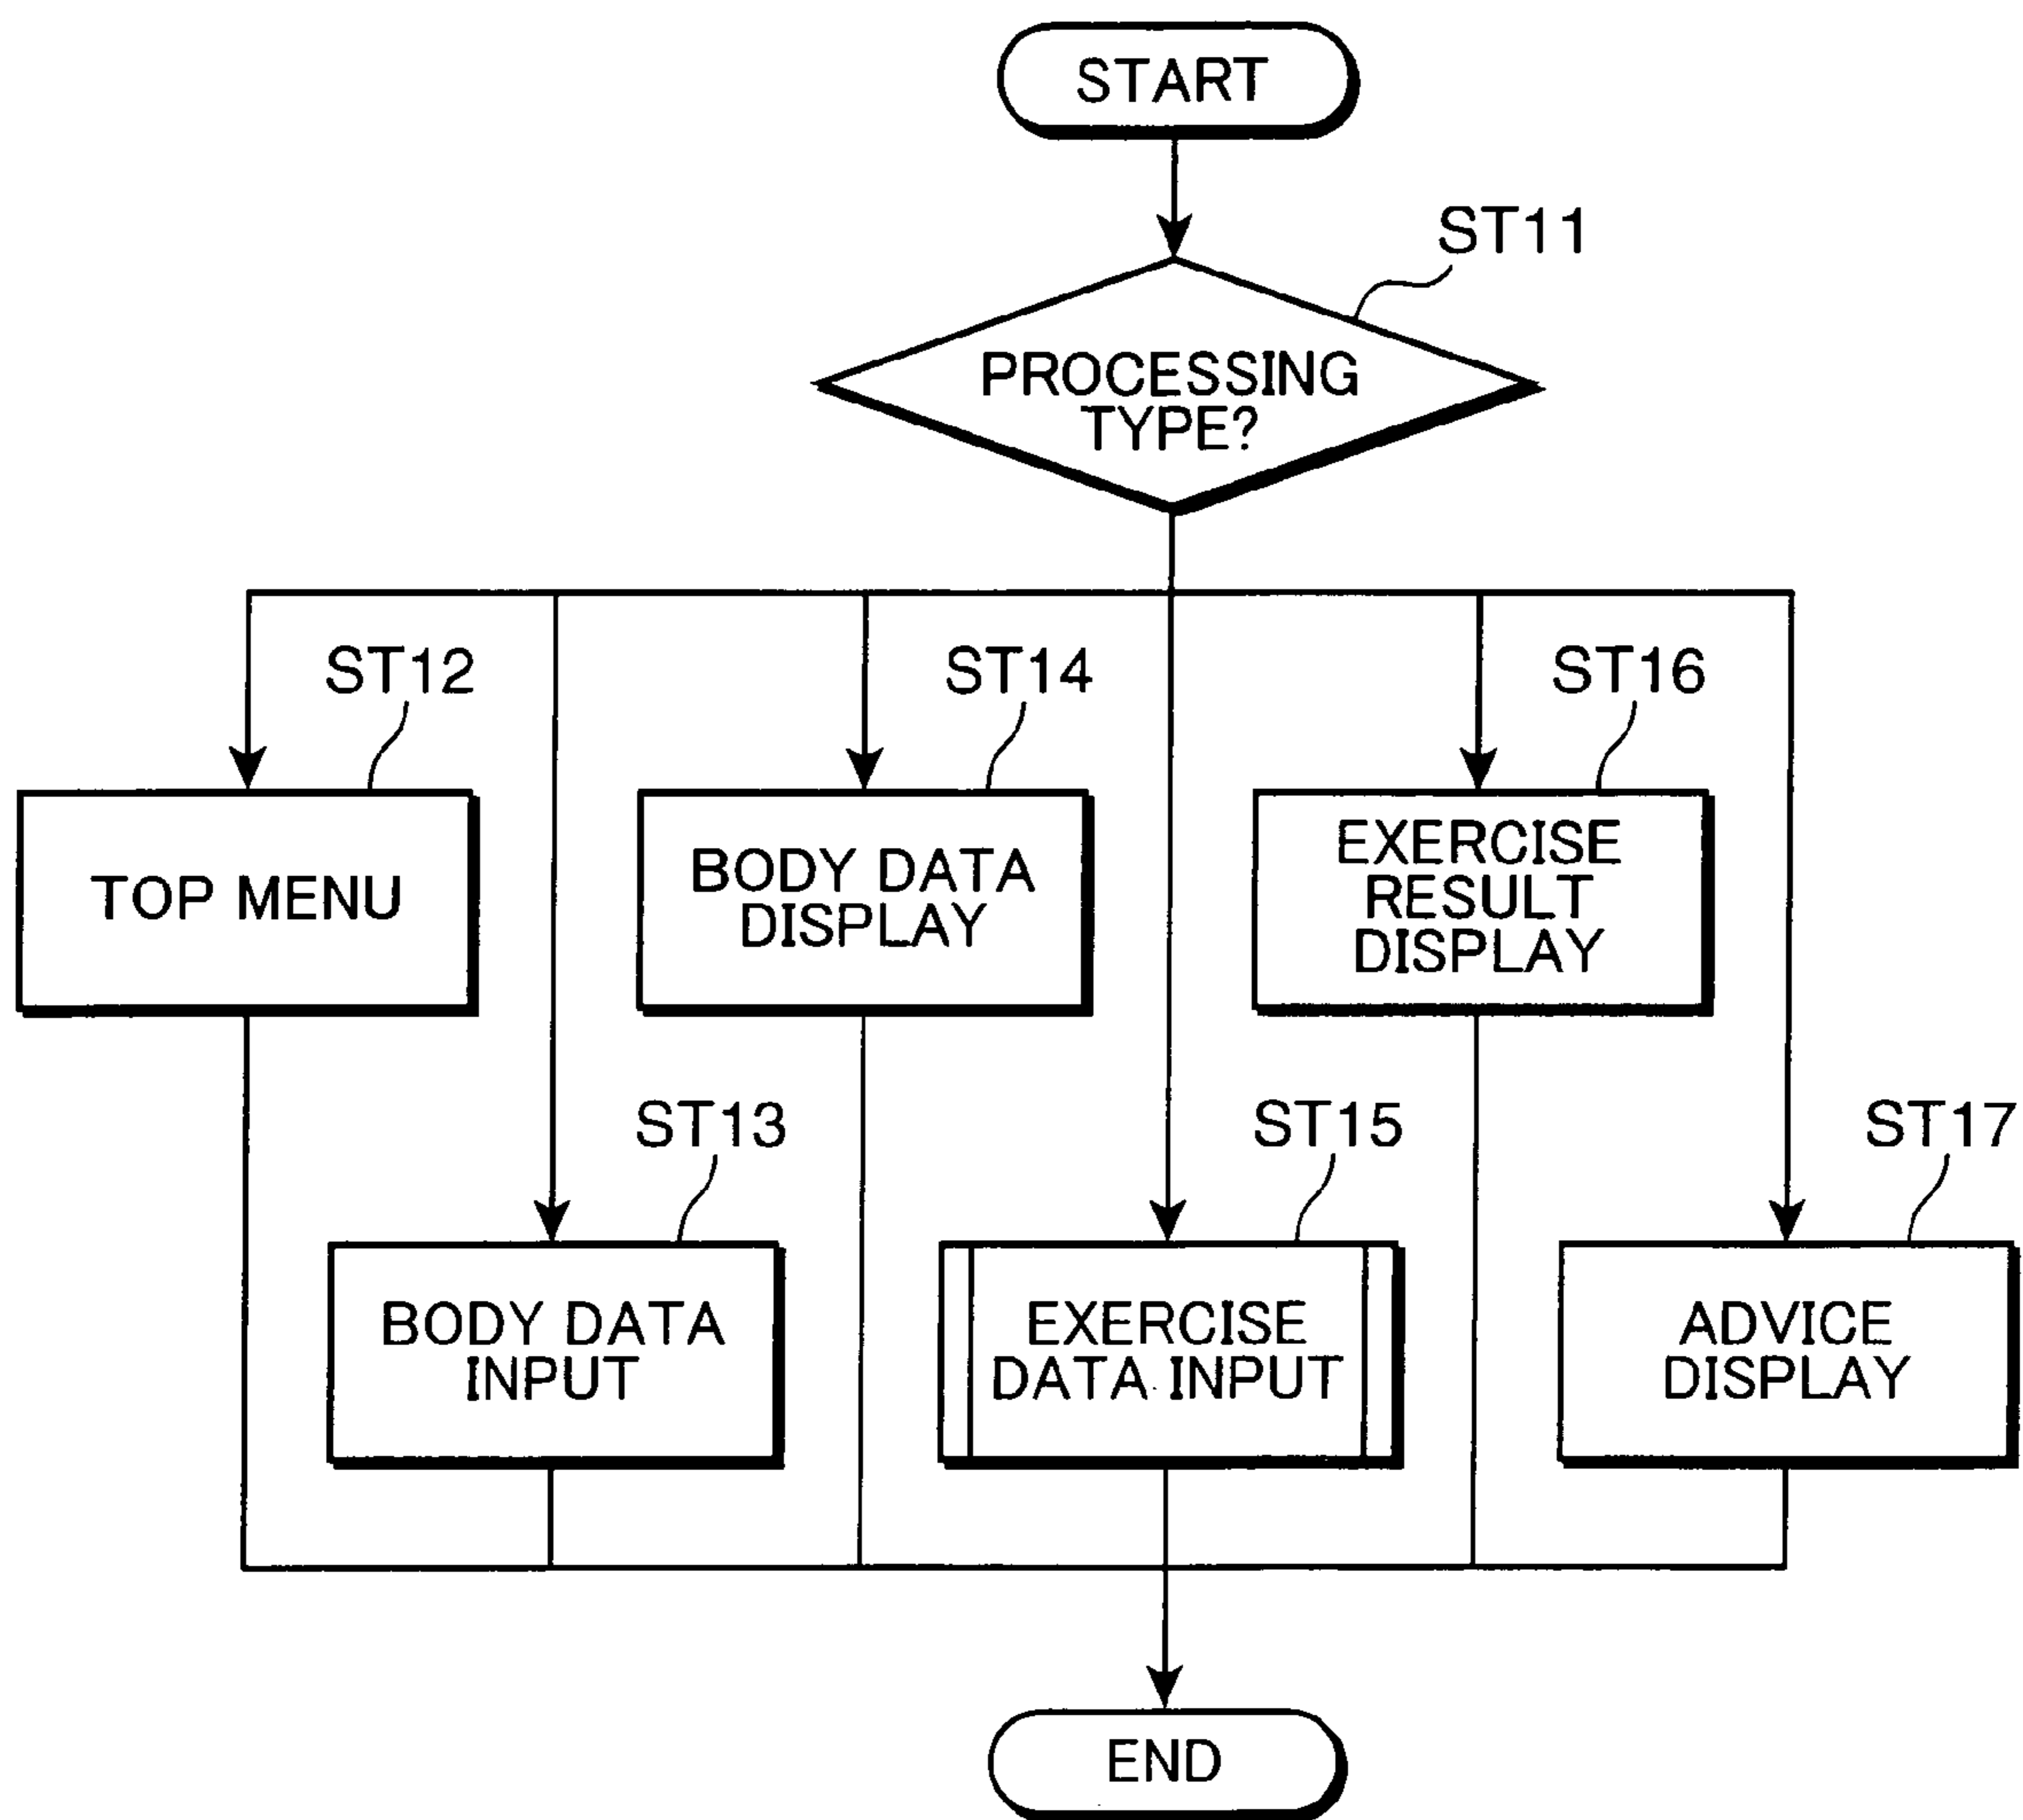 START
ST11
PROCESSING
TYPE?
ST12
ST14
ST16
TOP MENU
BODY DATA
DISPLAY
EXERCISE
RESULT
DISPLAY
ST13
ST15
ST17
BODY DATA
INPUT
EXERCISE
DATA INPUT
ADVICE
DISPLAY
END